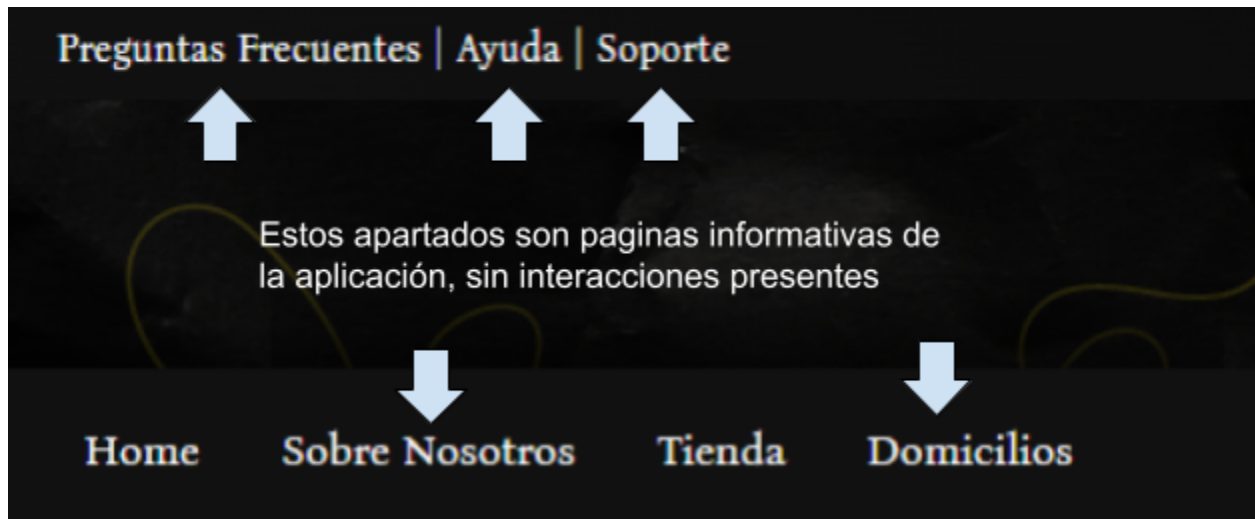 Preguntas Frecuentes | Ayuda | Soporte
Estos apartados son paginas informativas de
la aplicación, sin interacciones presentes
Home Sobre Nosotros Tienda Domicilios